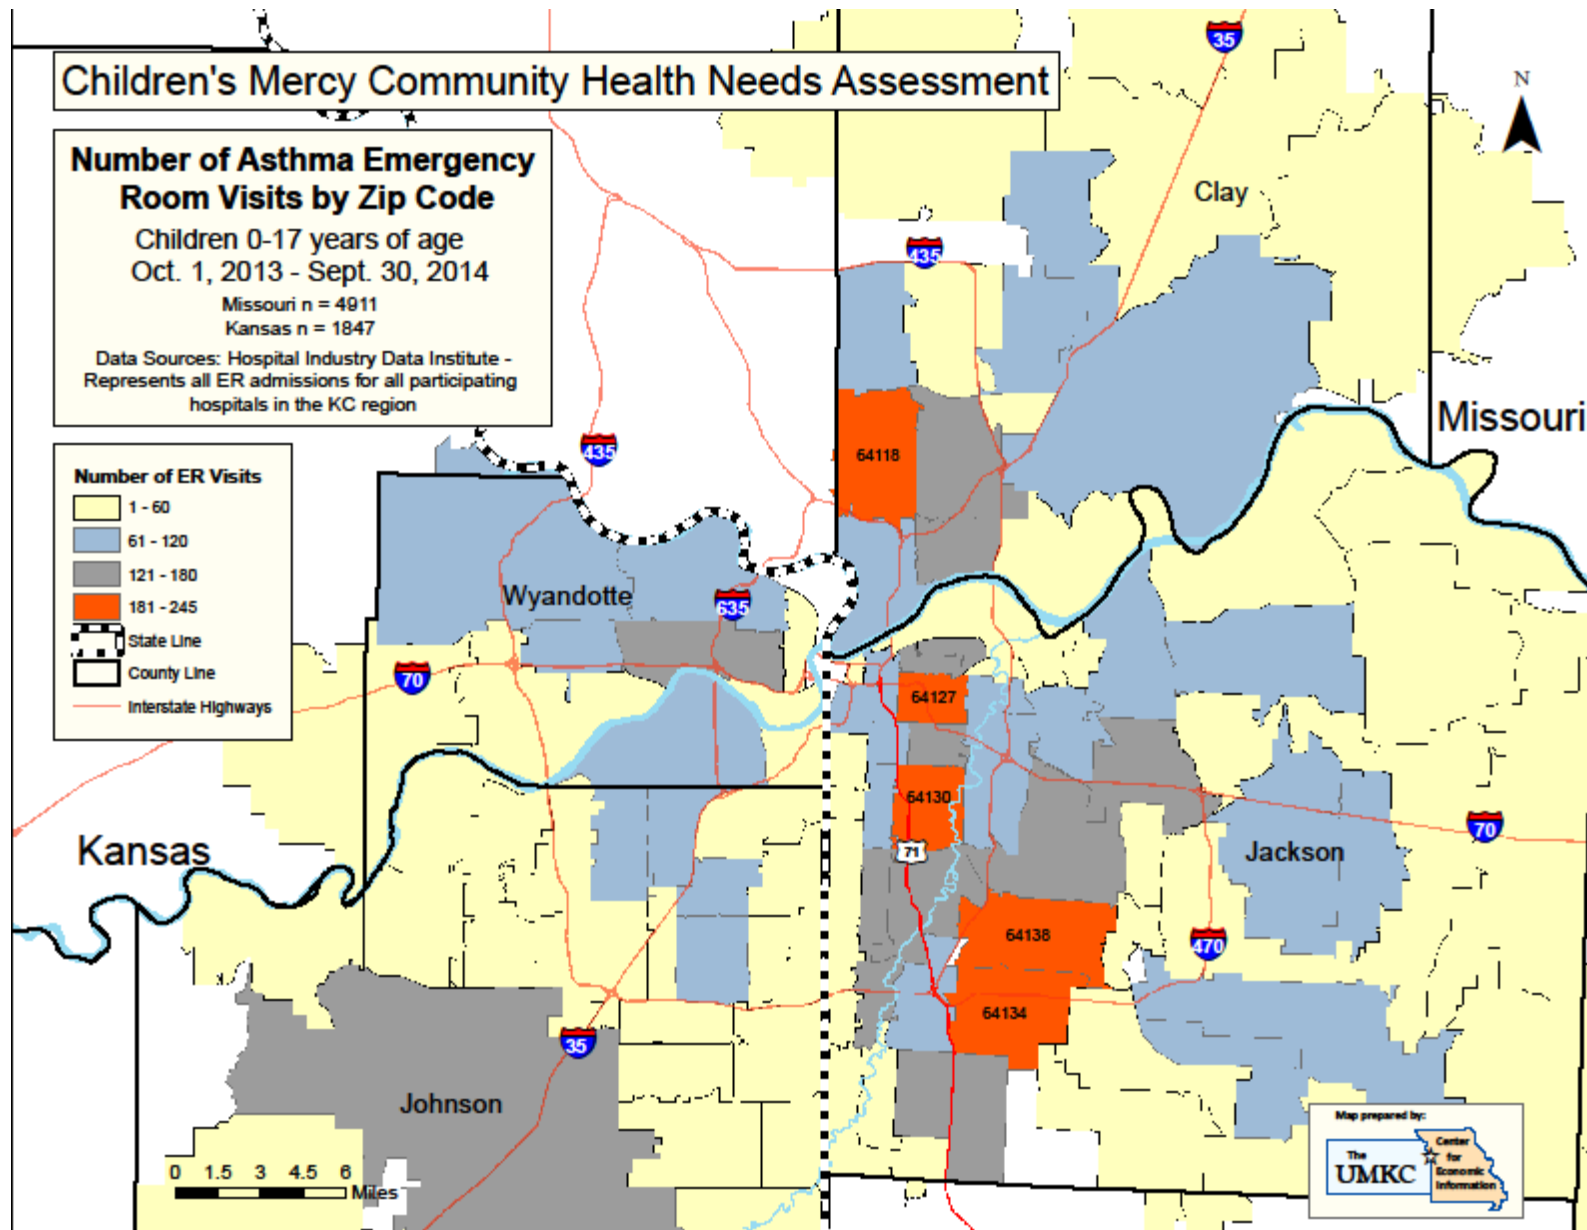 Children's Mercy Community Health Needs Assessment
Number of Asthma Emergency
Room Visits by Zip Code
Children 0-17 years of age
Oct. 1, 2013 - Sept. 30, 2014
Missouri n = 4911
Kansas n = 1847
Data Sources: Hospital Industry Data Institute -
Represents all ER admissions for all participating
hospitals in the KC region
Number of ER Visits
1 - 60
61 - 120
121 - 180
181 - 245
State Line
County Line
Interstate Highways
35
N
Clay
435
Missouri
435
64118
Wyandotte
635
70
64127
64130
71
Kansas
Jackson
70
64138
470
64134
35
Johnson
0 1.5 3 4.5 6
Miles
Map prepared by:
The
UMKC
Center
for
Economic
Information